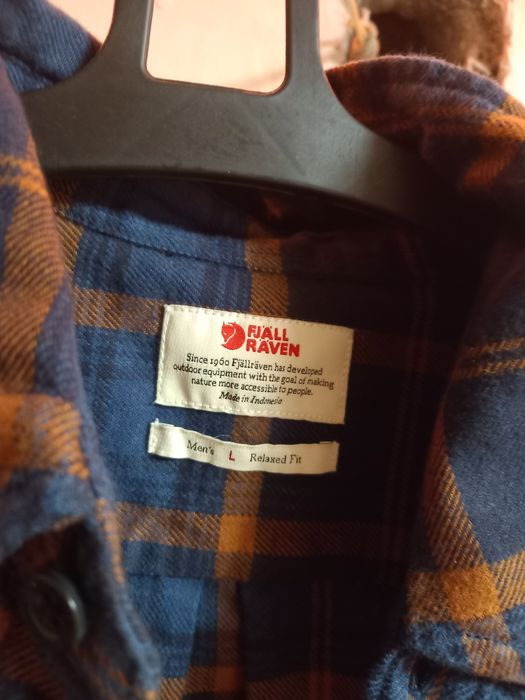 FJÄLL
RÄVEN
Since 1960 Fjällräven has developed
outdoor equipment with the goal of making
nature more accessible to people.
Made in Indonesia
Men's L Relaxed Fit